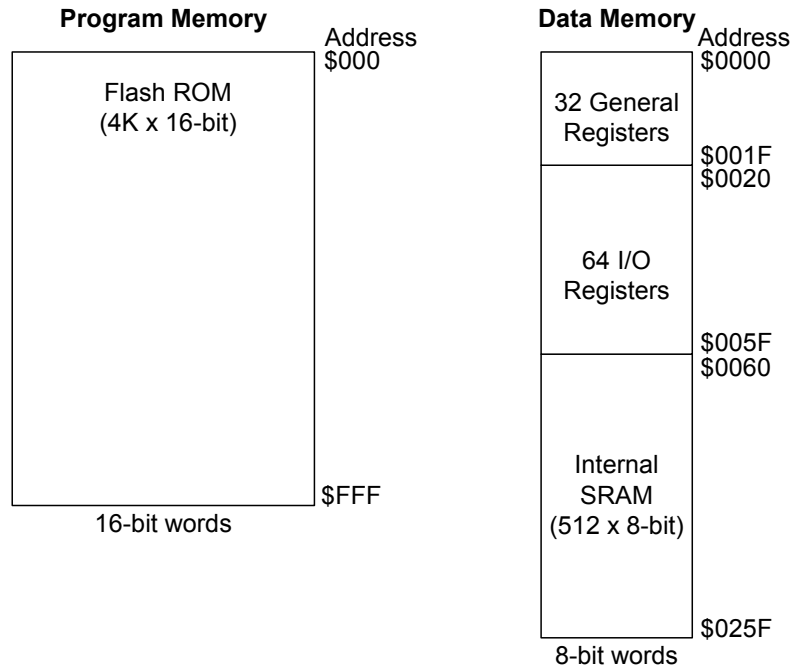 Program Memory
Address
$000
Flash ROM
(4K x 16-bit)
$FFF
16-bit words
Data Memory
Address
$0000
32 General
Registers
$001F
$0020
64 I/O
Registers
$005F
$0060
Internal
SRAM
(512 x 8-bit)
$025F
8-bit words